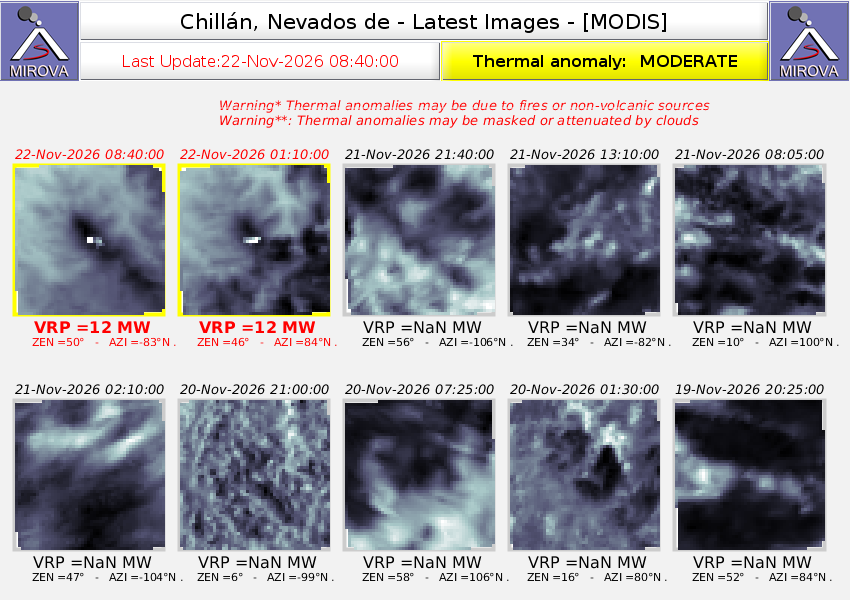 Chillán, Nevados de - Latest Images - [MODIS]
MIROVA
Last Update:22-Nov-2026 08:40:00
Thermal anomaly: MODERATE
MIROVA
Warning* Thermal anomalies may be due to fires or non-volcanic sources
Warning**: Thermal anomalies may be masked or attenuated by clouds
22-Nov-2026 08:40:00 22-Nov-2026 01:10:00 21-Nov-2026 21:40:00 21-Nov-2026 13:10:00 21-Nov-2026 08:05:00
VRP =12 MW VRP =12 MW VRP =NaN MW VRP =NaN MW VRP =NaN MW
ZEN =50° - AZI =-83°N . ZEN =46° - AZI =84°N . ZEN =56° - AZI =-106°N . ZEN =34° - AZI =-82°N . ZEN =10° - AZI =100°N .
21-Nov-2026 02:10:00 20-Nov-2026 21:00:00 20-Nov-2026 07:25:00 20-Nov-2026 01:30:00 19-Nov-2026 20:25:00
VRP =NaN MW VRP =NaN MW VRP =NaN MW VRP =NaN MW VRP =NaN MW
ZEN =47° - AZI =-104°N . ZEN =6° - AZI =-99°N . ZEN =58° - AZI =106°N . ZEN =16° - AZI =80°N . ZEN =52° - AZI =84°N .